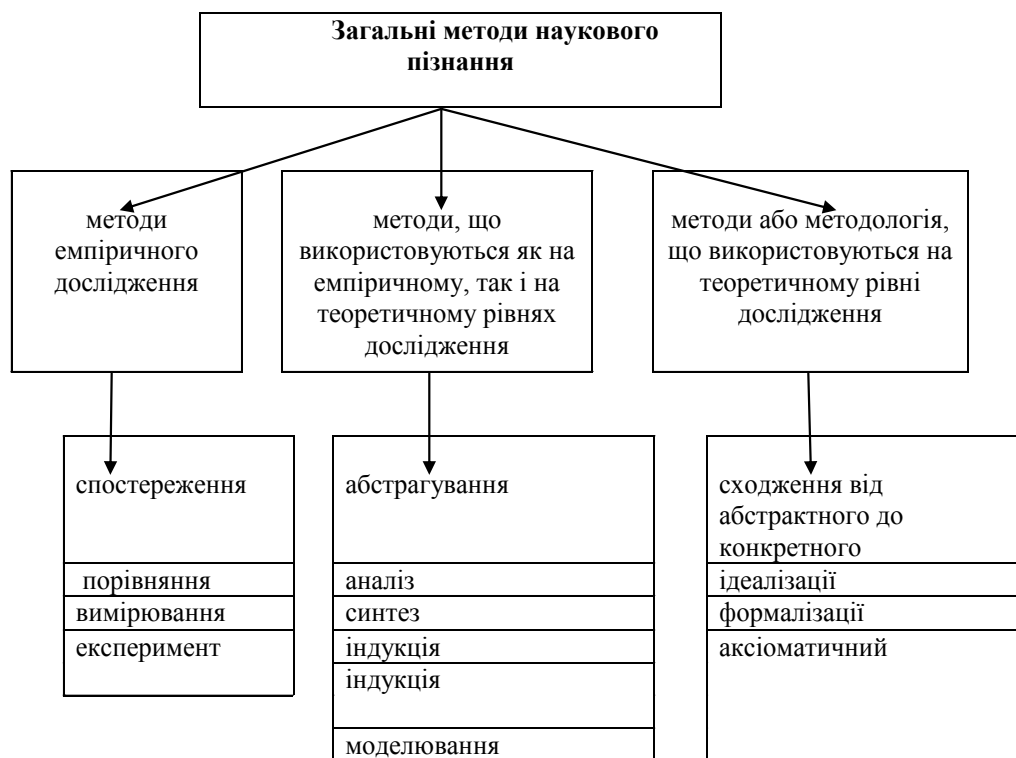 Загальні методи наукового
пізнання
методи
емпіричного
дослідження
методи, що
використовуються як на
емпіричному, так і на
теоретичному рівнях
дослідження
методи або методологія,
що використовуються на
теоретичному рівні
дослідження
спостереження
порівняння
вимірювання
експеримент
абстрагування
аналіз
синтез
індукція
індукція
моделювання
сходження від
абстрактного до
конкретного
ідеалізації
формалізації
аксіоматичний